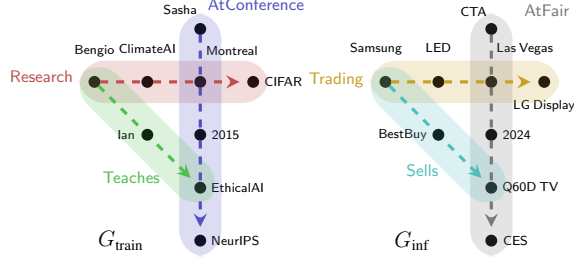 AtConference
Sasha
Bengio ClimateAI Montreal
Research
CIFAR
Ian
2015
Teaches
EthicalAI
G_train
NeurIPS
AtFair
CTA
Samsung LED Las Vegas
Trading
LG Display
BestBuy
2024
Sells
Q60D TV
G_inf
CES